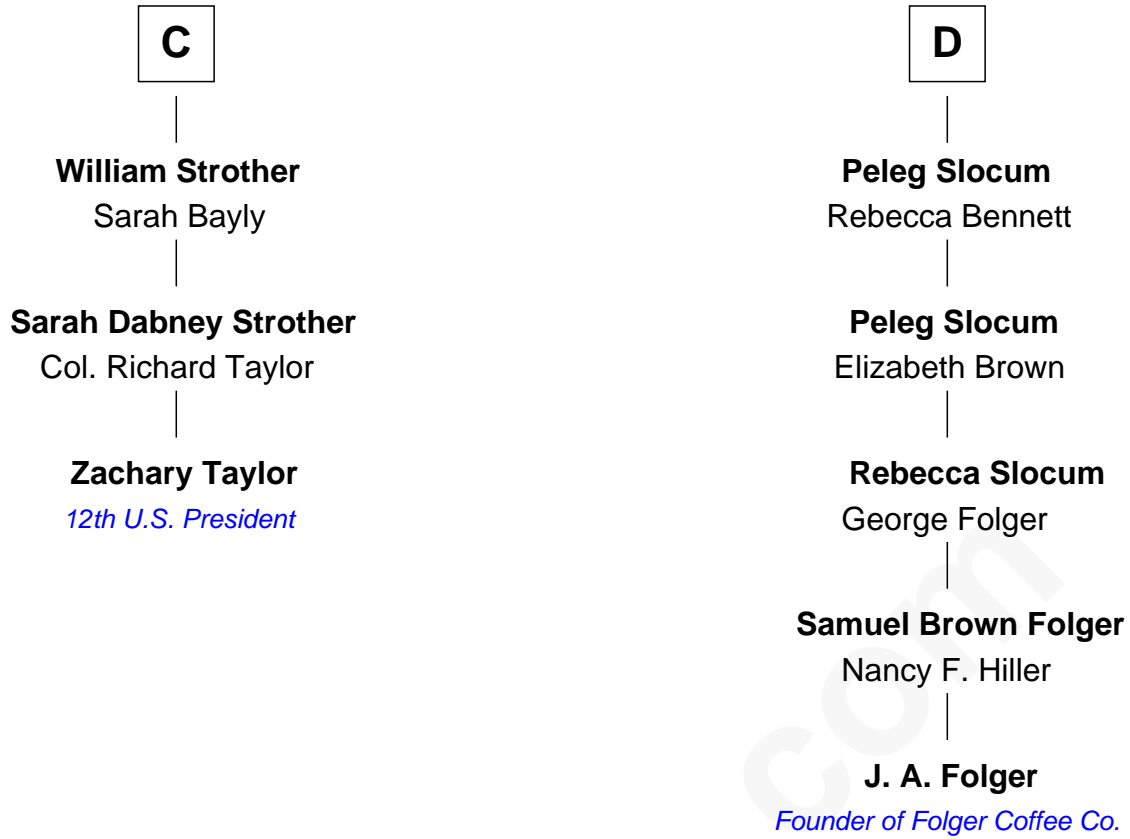 C
William Strother
Sarah Bayly
Sarah Dabney Strother
Col. Richard Taylor
Zachary Taylor
12th U.S. President
D
Peleg Slocum
Rebecca Bennett
Peleg Slocum
Elizabeth Brown
Rebecca Slocum
George Folger
Samuel Brown Folger
Nancy F. Hiller
J. A. Folger
Founder of Folger Coffee Co.
com